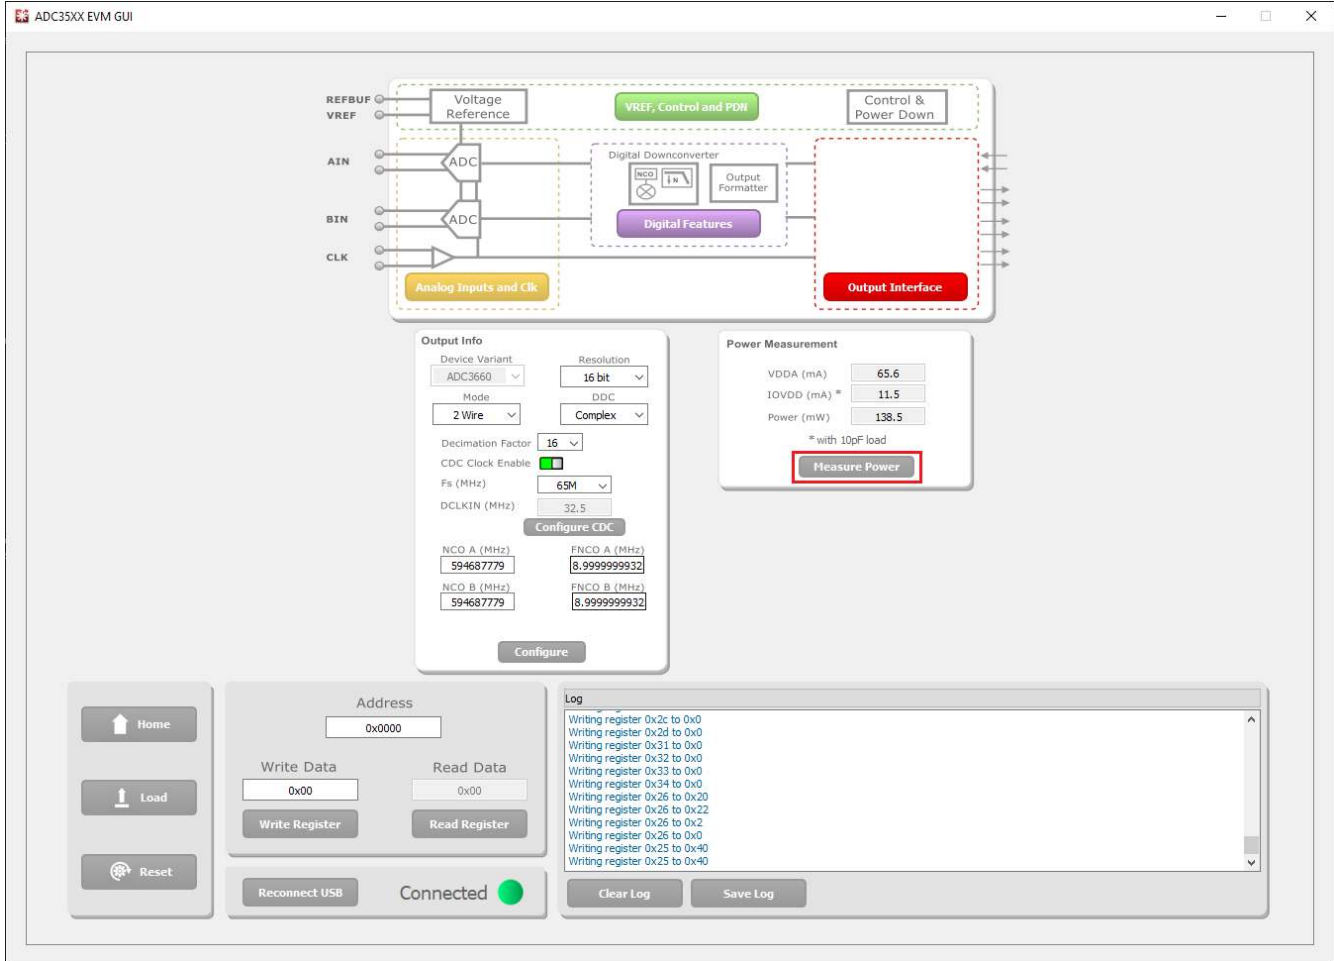 ADC35XX EVM GUI
REFBUF
VREF
Voltage
Reference
VREF, Control and PDN
Control &
Power Down
AIN
ADC
Digital Downconverter
NCO
N
Output
Formatter
BIN
ADC
Digital Features
CLK
Analog Inputs and Clk
Output Interface
Output Info
Device Variant
Resolution
ADC3660
16 bit
Mode
DDC
2 Wire
Complex
Decimation Factor 16
CDC Clock Enable
Fs (MHz) 65M
DCLKIN (MHz) 32.5
Configure CDC
NCO A (MHz)
FNCO A (MHz)
594687779
8.9999999932
NCO B (MHz)
FNCO B (MHz)
594687779
8.9999999932
Configure
Power Measurement
VDDA (mA) 65.6
IOVDD (mA) * 11.5
Power (mW) 138.5
* with 10pF load
Measure Power
Home
Load
Reset
Address
0x0000
Write Data
Read Data
0x00
0x00
Write Register
Read Register
Reconnect USB
Connected
Log
Writing register 0x2c to 0x0
Writing register 0x2d to 0x0
Writing register 0x31 to 0x0
Writing register 0x32 to 0x0
Writing register 0x33 to 0x0
Writing register 0x34 to 0x0
Writing register 0x26 to 0x20
Writing register 0x26 to 0x22
Writing register 0x26 to 0x2
Writing register 0x26 to 0x0
Writing register 0x25 to 0x40
Writing register 0x25 to 0x40
Clear Log
Save Log